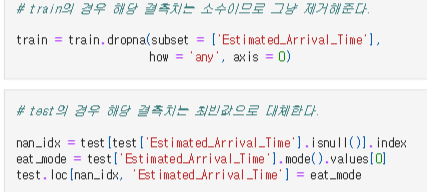 # train의 경우 해당 결측치는 소수이므로 그냥 제거해준다.
train = train.dropna(subset = ['Estimated_Arrival_Time'],
how = 'any', axis = 0)
# test의 경우 해당 결측치는 최빈값으로 대체한다.
nan_idx = test[test['Estimated_Arrival_Time'].isnull()].index
eat_mode = test['Estimated_Arrival_Time'].mode().values[0]
test.loc[nan_idx, 'Estimated_Arrival_Time'] = eat_mode